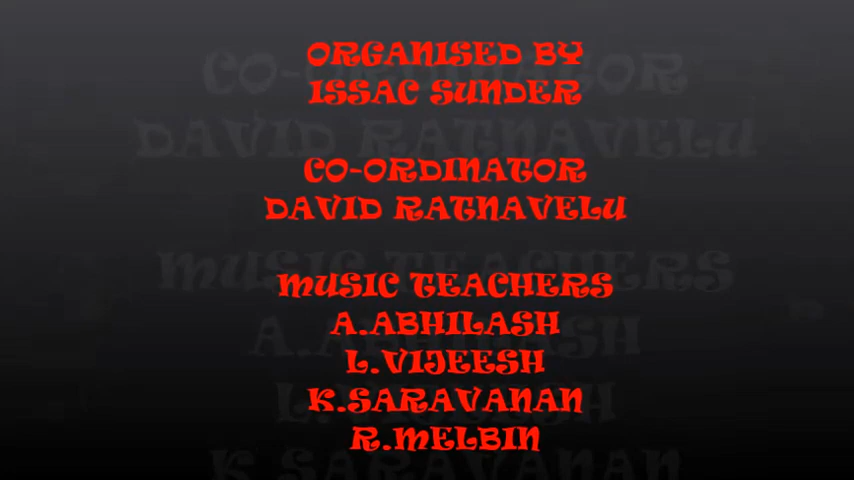 ORGANISED BY
ISSAC SUNDER
CO-ORDINATOR
DAVID RATNAVELU
MUSIC TEACHERS
A.ABHILASH
L.VIJEESH
K.SARAVANAN
R.MELBIN